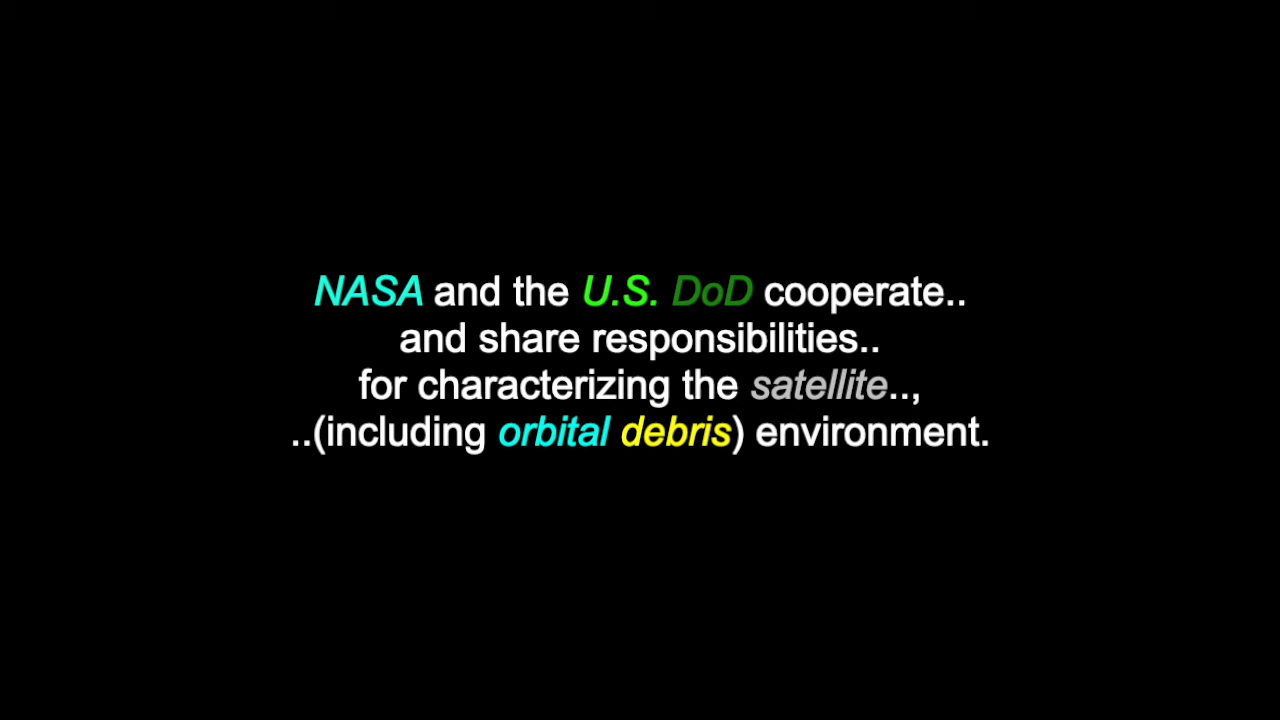 NASA and the U.S. DoD cooperate..
and share responsibilities..
for characterizing the satellite..,
..(including orbital debris) environment.